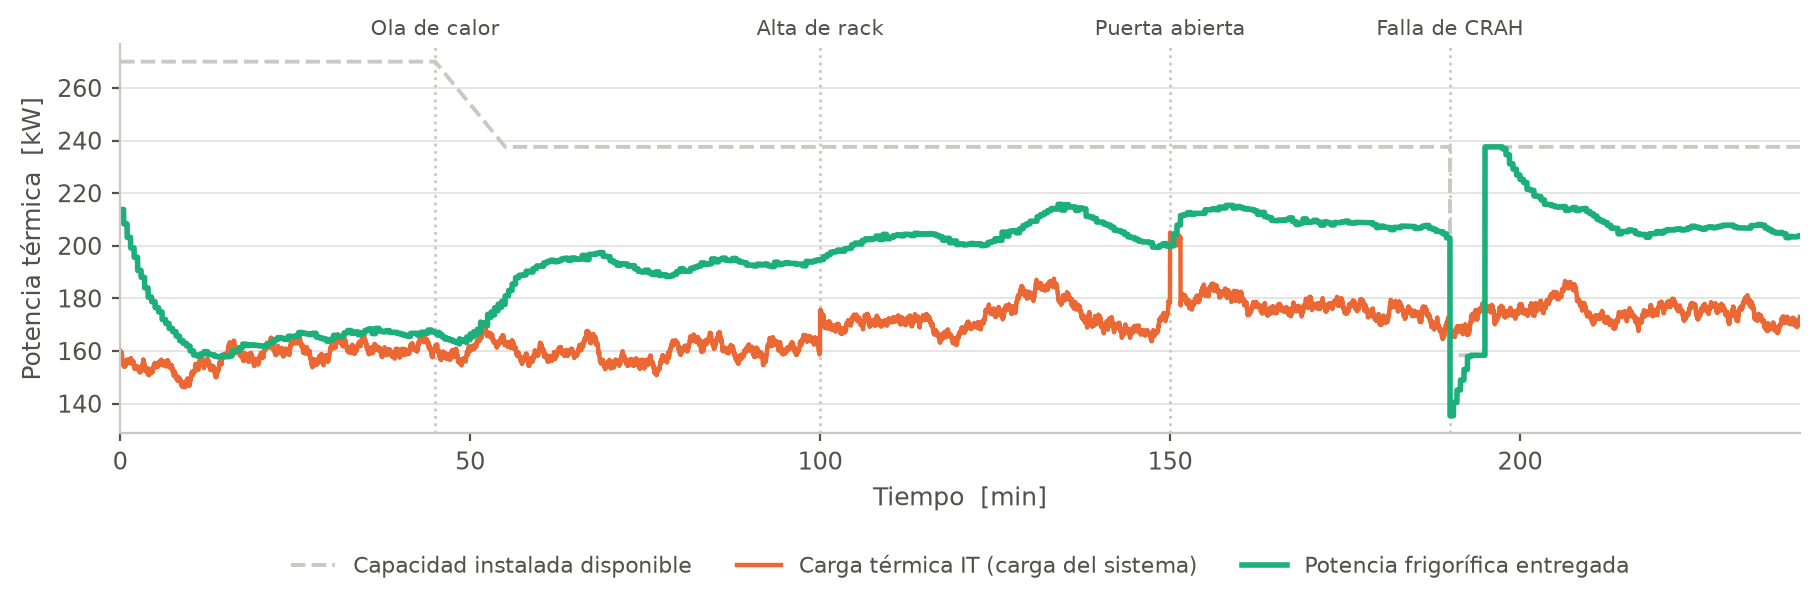 Ola de calor
Alta de rack
Puerta abierta
Falla de CRAH
Potencia térmica [kW]
260
240
220
200
180
160
140
0
50
100
150
200
Tiempo [min]
Capacidad instalada disponible
Carga térmica IT (carga del sistema)
Potencia frigorífica entregada